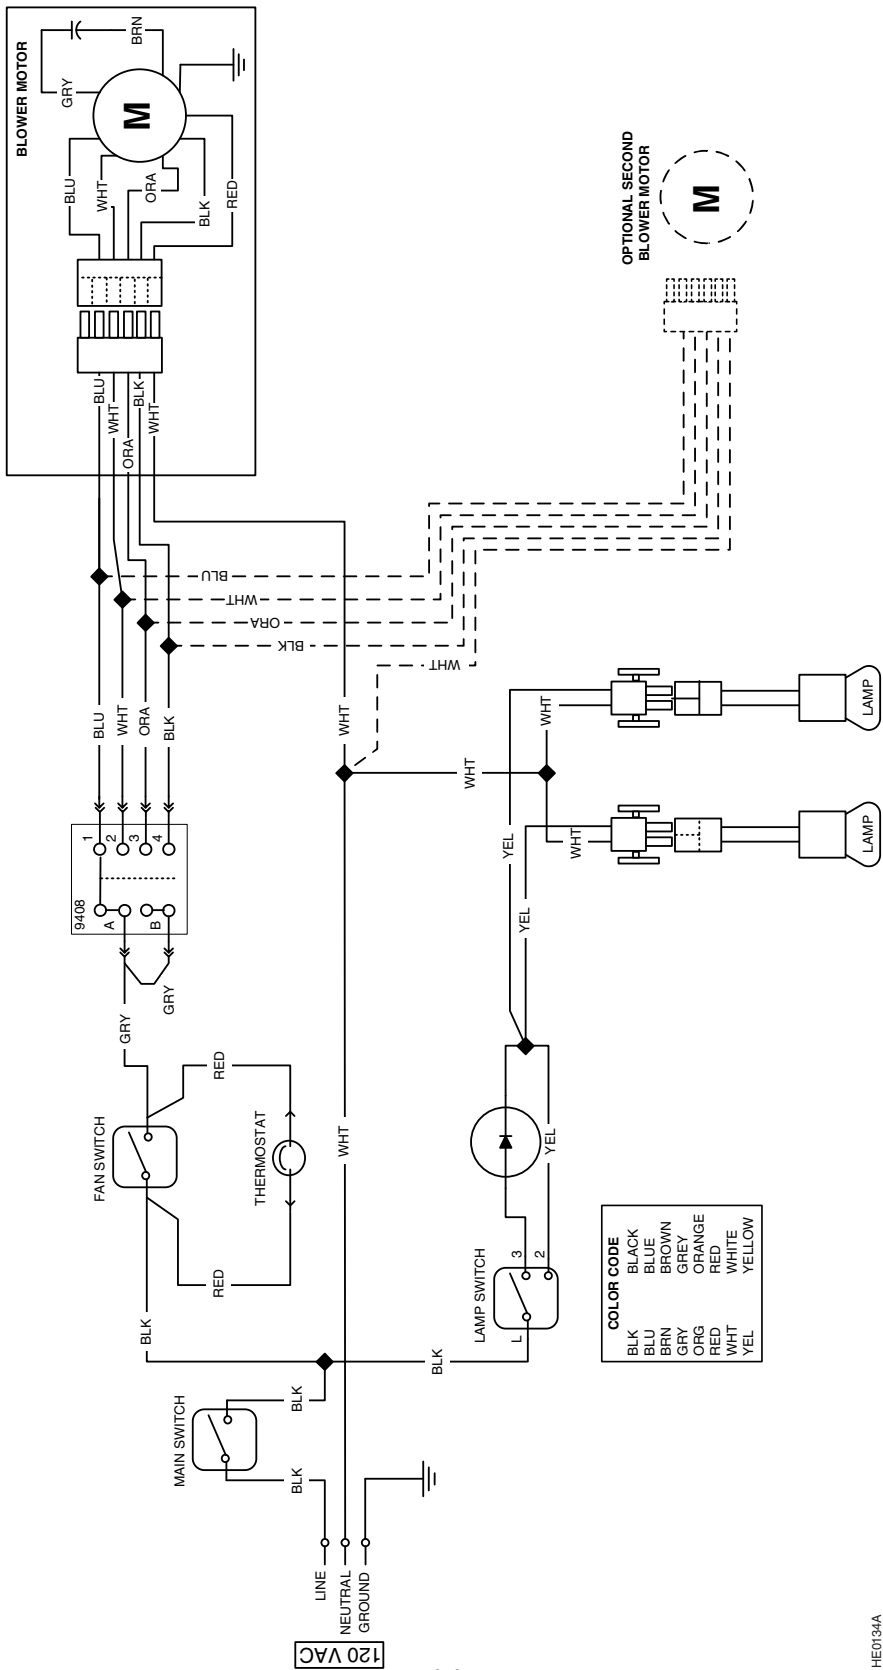 BLOWER MOTOR
GRY
BRN
M
BLU
WHT
ORA
BLK
RED
BLU
WHT
ORA
BLK
WHT
OPTIONAL SECOND
BLOWER MOTOR
M
BLU
WHT
ORA
BLK
WHT
BLU
WHT
ORA
BLK
WHT
9408
1
2
3
4
A
B
GRY
GRY
FAN SWITCH
RED
RED
THERMOSTAT
BLK
MAIN SWITCH
BLK
BLK
BLK
WHT
WHT
WHT
WHT
LAMP
LAMP
YEL
YEL
YEL
LAMP SWITCH
L
3
2
LINE
NEUTRAL
GROUND
120 VAC
COLOR CODE
BLK BLACK
BLU BLUE
BRN BROWN
GRY GREY
ORG ORANGE
RED RED
WHT WHITE
YEL YELLOW
HE0134A